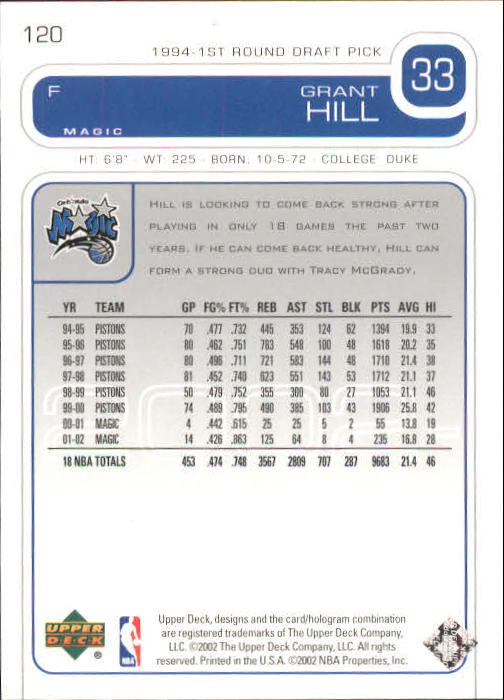 120
1994-1ST ROUND DRAFT PICK
33
F
GRANT
HILL
MAGIC
HT: 6'8" · WT: 225 · BORN: 10-5-72 · COLLEGE: DUKE
Orlando
Magic
HILL IS LOOKING TO COME BACK STRONG AFTER
PLAYING IN ONLY 18 GAMES THE PAST TWO
YEARS. IF HE CAN COME BACK HEALTHY, HILL CAN
FORM A STRONG DUO WITH TRACY MCGRADY.
YR TEAM GP FG% FT% REB AST STL BLK PTS AVG HI
94-95 PISTONS 70 .477 .732 445 353 124 62 1394 19.9 33
95-96 PISTONS 80 .462 .751 783 548 100 48 1618 20.2 35
96-97 PISTONS 80 .496 .711 721 583 144 48 1710 21.4 38
97-98 PISTONS 81 .452 .740 623 551 143 53 1712 21.1 37
98-99 PISTONS 50 .479 .752 355 300 80 27 1053 21.1 46
99-00 PISTONS 74 .489 .795 490 385 103 43 1906 25.8 42
00-01 MAGIC 4 .442 .615 25 25 5 2 55 13.8 19
01-02 MAGIC 14 .426 .863 125 64 8 4 235 16.8 28
18 NBA TOTALS 453 .474 .748 3567 2809 707 287 9683 21.4 46
UPPER
DECK
®
NBA
Upper Deck, designs and the card/hologram combination
are registered trademarks of The Upper Deck Company,
LLC. ©2002 The Upper Deck Company, LLC. All rights
reserved. Printed in the U.S.A. ©2002 NBA Properties, Inc.